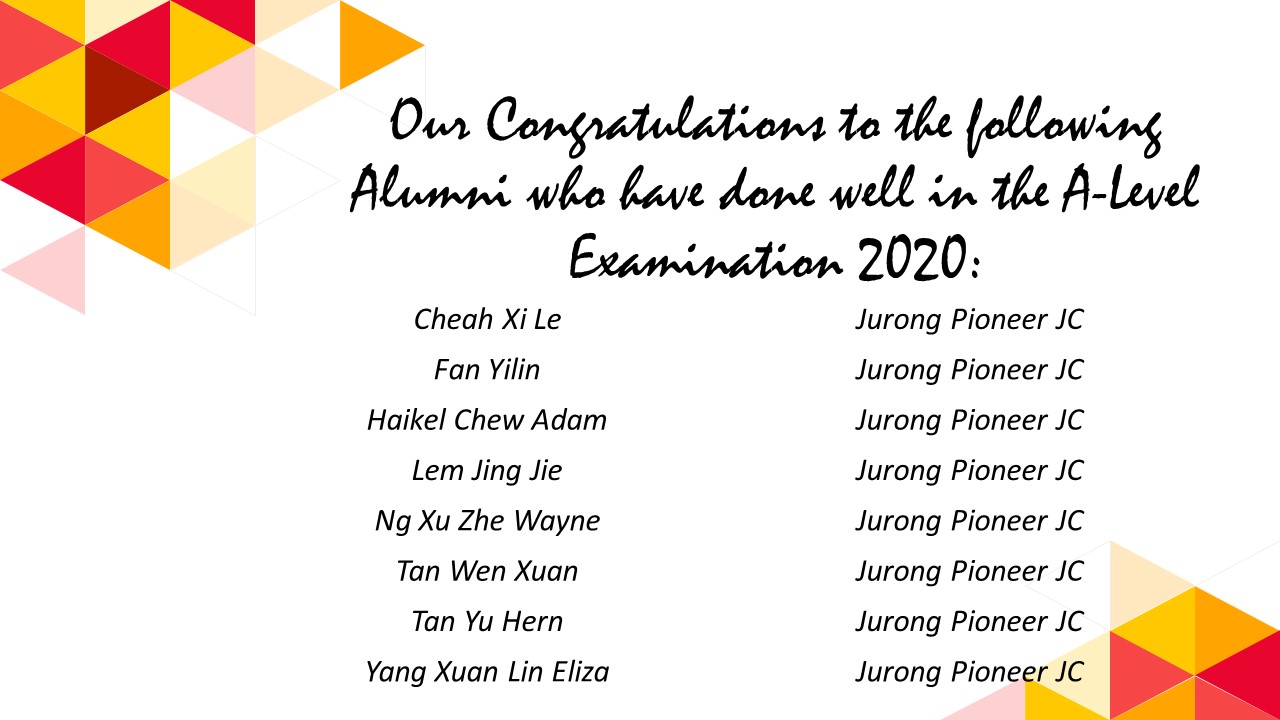 Our Congratulations to the following
Alumni who have done well in the A-Level
Examination 2020:
Cheah Xi Le Jurong Pioneer JC
Fan Yilin Jurong Pioneer JC
Haikel Chew Adam Jurong Pioneer JC
Lem Jing Jie Jurong Pioneer JC
Ng Xu Zhe Wayne Jurong Pioneer JC
Tan Wen Xuan Jurong Pioneer JC
Tan Yu Hern Jurong Pioneer JC
Yang Xuan Lin Eliza Jurong Pioneer JC